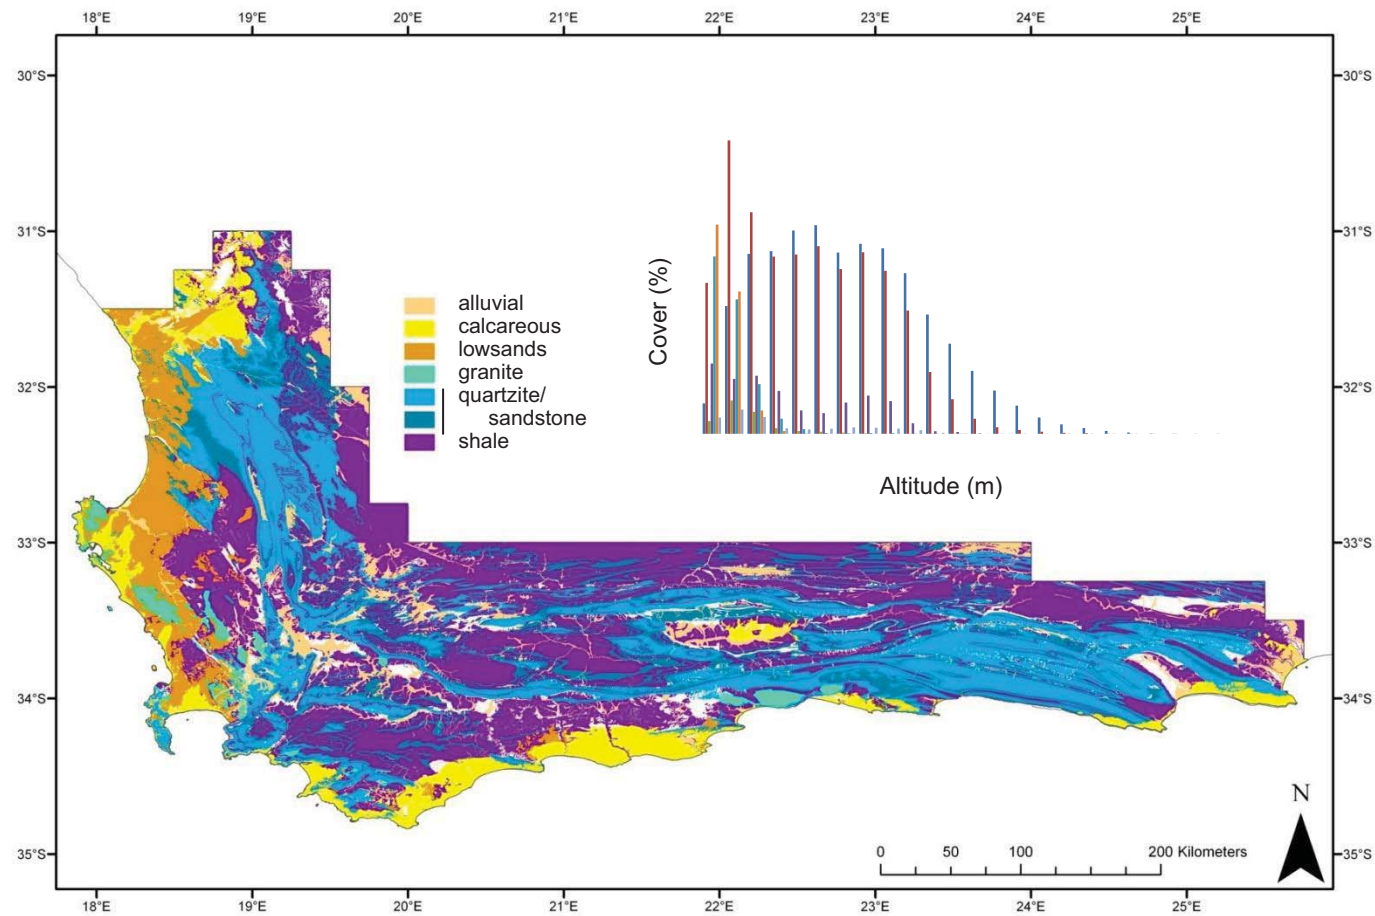 18°E 19°E 20°E 21°E 22°E 23°E 24°E 25°E
30°S 30°S
31°S 31°S
Cover (%)
alluvial
calcareous
lowsands
32°S 32°S
granite
quartzite/
sandstone
shale
Altitude (m)
33°S 33°S
34°S 34°S
N
0 50 100 200 Kilometers
35°S 35°S
18°E 19°E 20°E 21°E 22°E 23°E 24°E 25°E